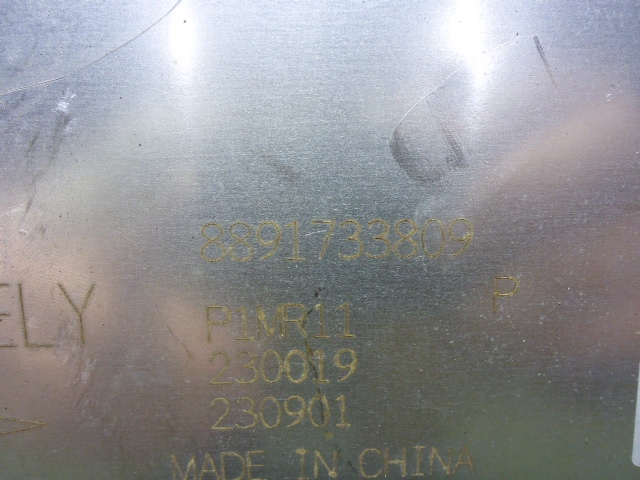 8891733809
P
ELY
P1MR11
230019
230901
MADE IN CHINA